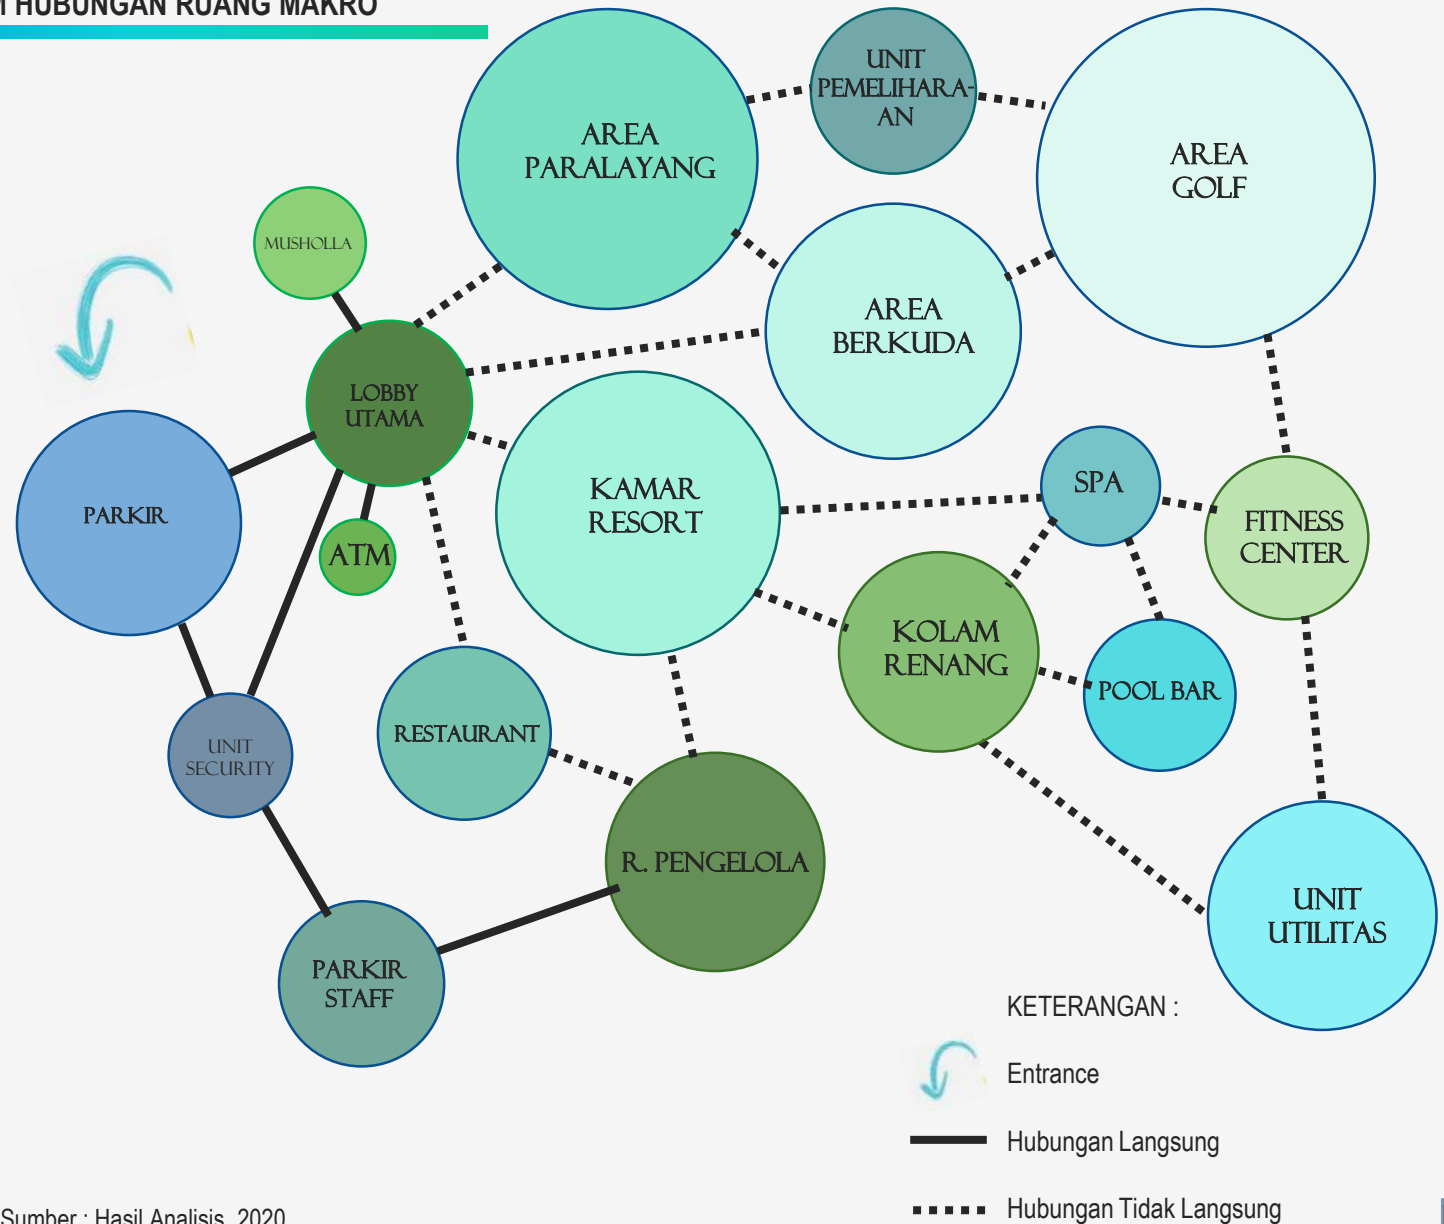 HUBUNGAN RUANG MAKRO
UNIT
PEMELIHARA-
AN
AREA
PARALAYANG
AREA
GOLF
MUSHOLLA
AREA
BERKUDA
LOBBY
UTAMA
KAMAR
RESORT
SPA
PARKIR
FITNESS
CENTER
ATM
KOLAM
RENANG
POOL BAR
RESTAURANT
UNIT
SECURITY
R. PENGELOLA
UNIT
UTILITAS
PARKIR
STAFF
KETERANGAN :
Entrance
Hubungan Langsung
Hubungan Tidak Langsung
Sumber : Hasil Analisis, 2020